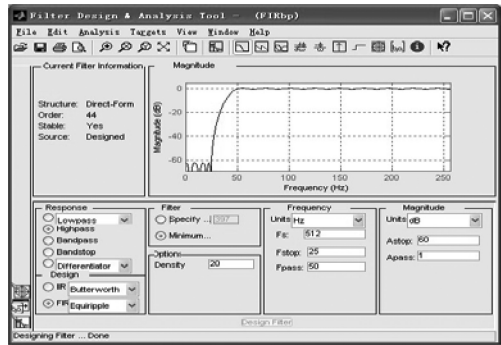 Filter Design & Analysis Tool - (FIRbp)
File Edit Analysis Targets View Window Help
Current Filter Information
Structure: Direct-Form
Order: 44
Stable: Yes
Source: Designed
Magnitude
Magnitude (dB)
0
-20
-40
-60
0 50 100 150 200 250
Frequency (Hz)
Response
Lowpass
Highpass
Bandpass
Bandstop
Differentiator
Design
IIR Butterworth
FIR Equiripple
Filter
Specify ...
Minimum...
Options
Density 20
Frequency
Units Hz
Fs: 512
Fstop: 25
Fpass: 50
Magnitude
Units dB
Astop: 60
Apass: 1
Design Filter
Designing Filter ... Done